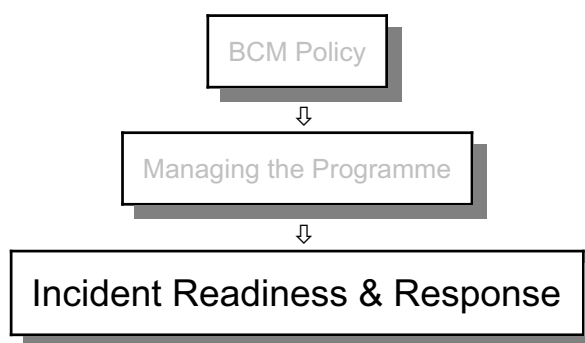 BCM Policy
⇩
Managing the Programme
⇩
Incident Readiness & Response